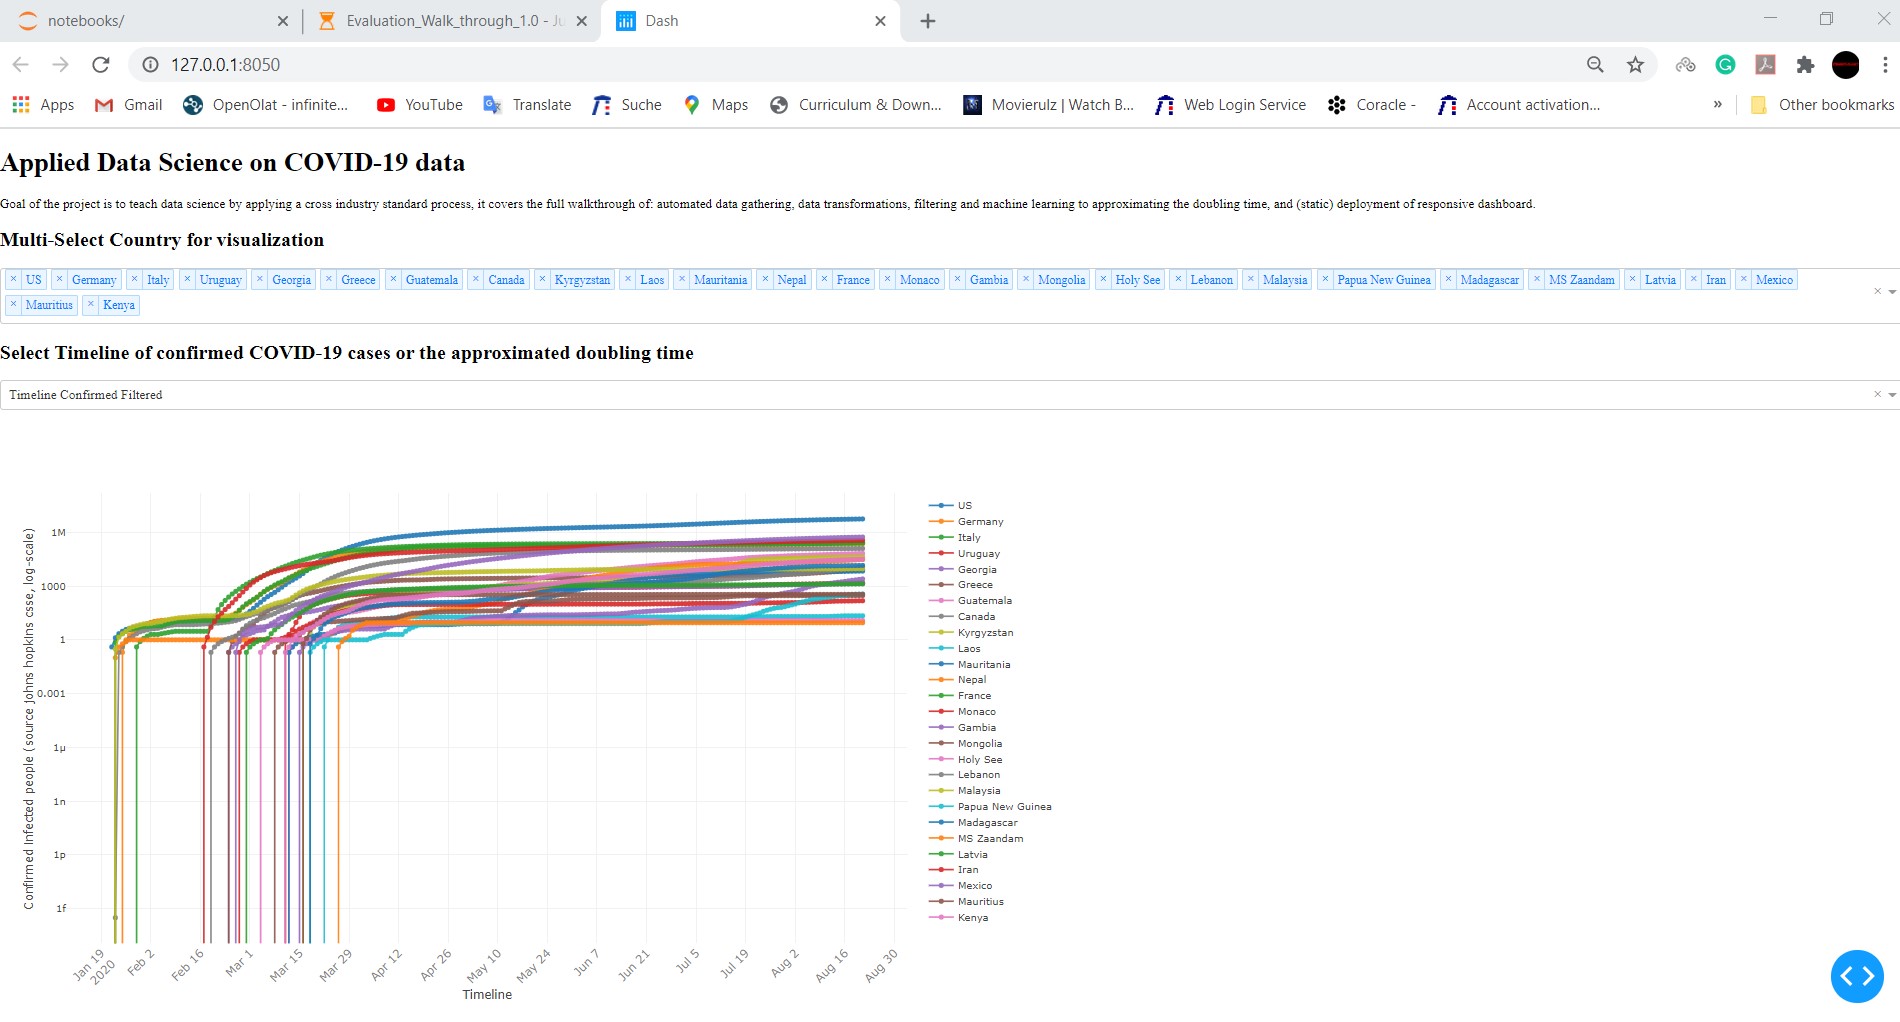 notebooks/
Evaluation_Walk_through_1.0 - Ju
Dash
127.0.0.1:8050
Apps
Gmail
OpenOlat - infinite...
YouTube
Translate
Suche
Maps
Curriculum & Down...
Movierulz | Watch B...
Web Login Service
Coracle -
Account activation...
»
Other bookmarks
Applied Data Science on COVID-19 data
Goal of the project is to teach data science by applying a cross industry standard process, it covers the full walkthrough of: automated data gathering, data transformations, filtering and machine learning to approximating the doubling time, and (static) deployment of responsive dashboard.
Multi-Select Country for visualization
× US × Germany × Italy × Uruguay × Georgia × Greece × Guatemala × Canada × Kyrgyzstan × Laos × Mauritania × Nepal × France × Monaco × Gambia × Mongolia × Holy See × Lebanon × Malaysia × Papua New Guinea × Madagascar × MS Zaandam × Latvia × Iran × Mexico
× Mauritius × Kenya
Select Timeline of confirmed COVID-19 cases or the approximated doubling time
Timeline Confirmed Filtered
Confirmed infected people (source johns hopkins csse, log-scale)
1M
1000
1
0.001
1μ
1n
1p
1f
Jan 19
2020
Feb 2
Feb 16
Mar 1
Mar 15
Mar 29
Apr 12
Apr 26
May 10
May 24
Jun 7
Jun 21
Jul 5
Jul 19
Aug 2
Aug 16
Aug 30
Timeline
US
Germany
Italy
Uruguay
Georgia
Greece
Guatemala
Canada
Kyrgyzstan
Laos
Mauritania
Nepal
France
Monaco
Gambia
Mongolia
Holy See
Lebanon
Malaysia
Papua New Guinea
Madagascar
MS Zaandam
Latvia
Iran
Mexico
Mauritius
Kenya